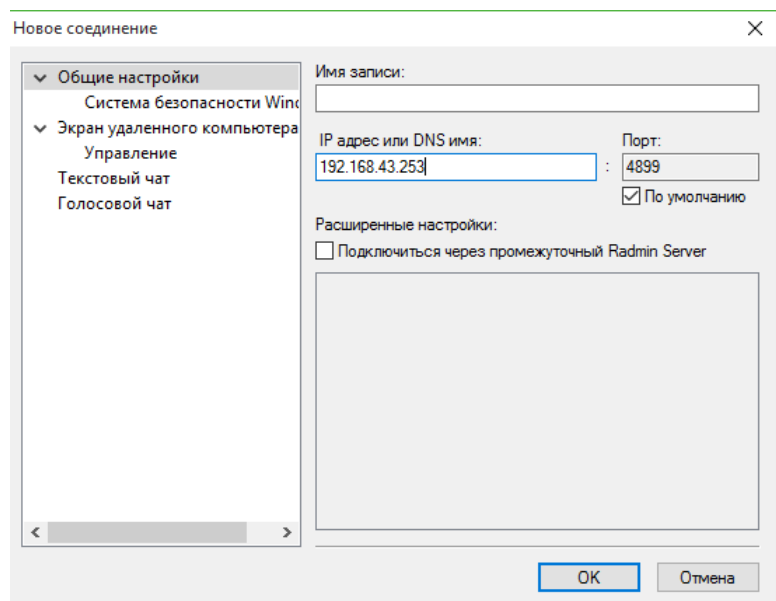 Новое соединение
Общие настройки
Система безопасности Wind
Экран удаленного компьютера
Управление
Текстовый чат
Голосовой чат
Имя записи:
IP адрес или DNS имя:
Порт:
192.168.43.253
:
4899
По умолчанию
Расширенные настройки:
Подключиться через промежуточный Radmin Server
OK
Отмена